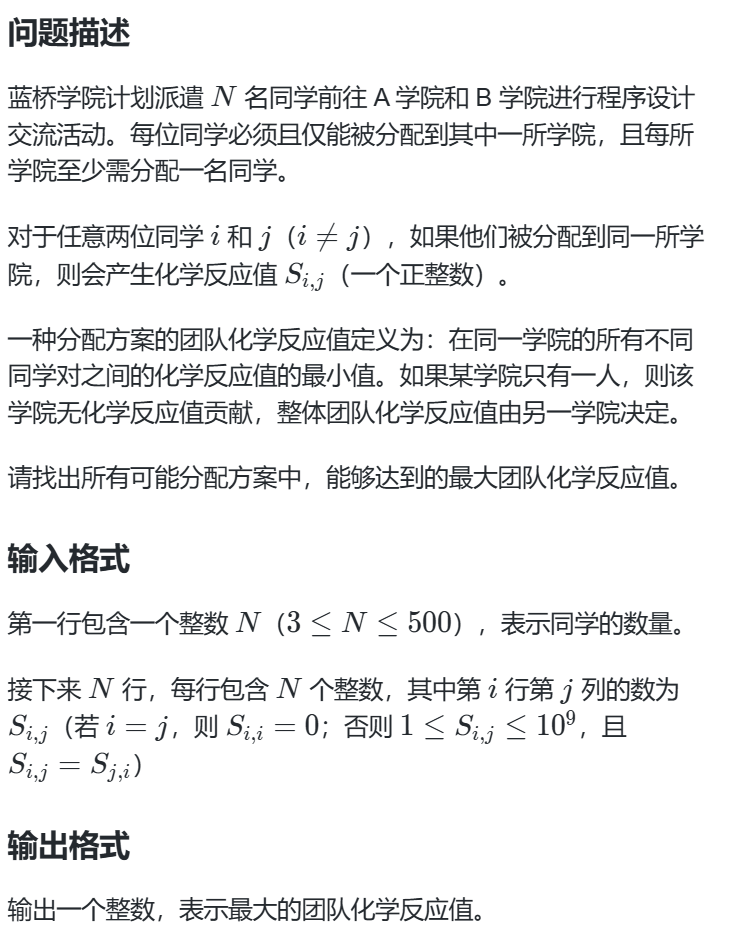 问题描述
蓝桥学院计划派遣 N 名同学前往 A 学院和 B 学院进行程序设计
交流活动。每位同学必须且仅能被分配到其中一所学院，且每所
学院至少需分配一名同学。
对于任意两位同学 i 和 j（i ≠ j），如果他们被分配到同一所学
院，则会产生化学反应值 S_{i,j}（一个正整数）。
一种分配方案的团队化学反应值定义为：在同一学院的所有不同
同学对之间的化学反应值的最小值。如果某学院只有一人，则该
学院无化学反应值贡献，整体团队化学反应值由另一学院决定。
请找出所有可能分配方案中，能够达到的最大团队化学反应值。
输入格式
第一行包含一个整数 N（3 ≤ N ≤ 500），表示同学的数量。
接下来 N 行，每行包含 N 个整数，其中第 i 行第 j 列的数为
S_{i,j}（若 i = j，则 S_{i,i} = 0；否则 1 ≤ S_{i,j} ≤ 10^9，且
S_{i,j} = S_{j,i}）
输出格式
输出一个整数，表示最大的团队化学反应值。